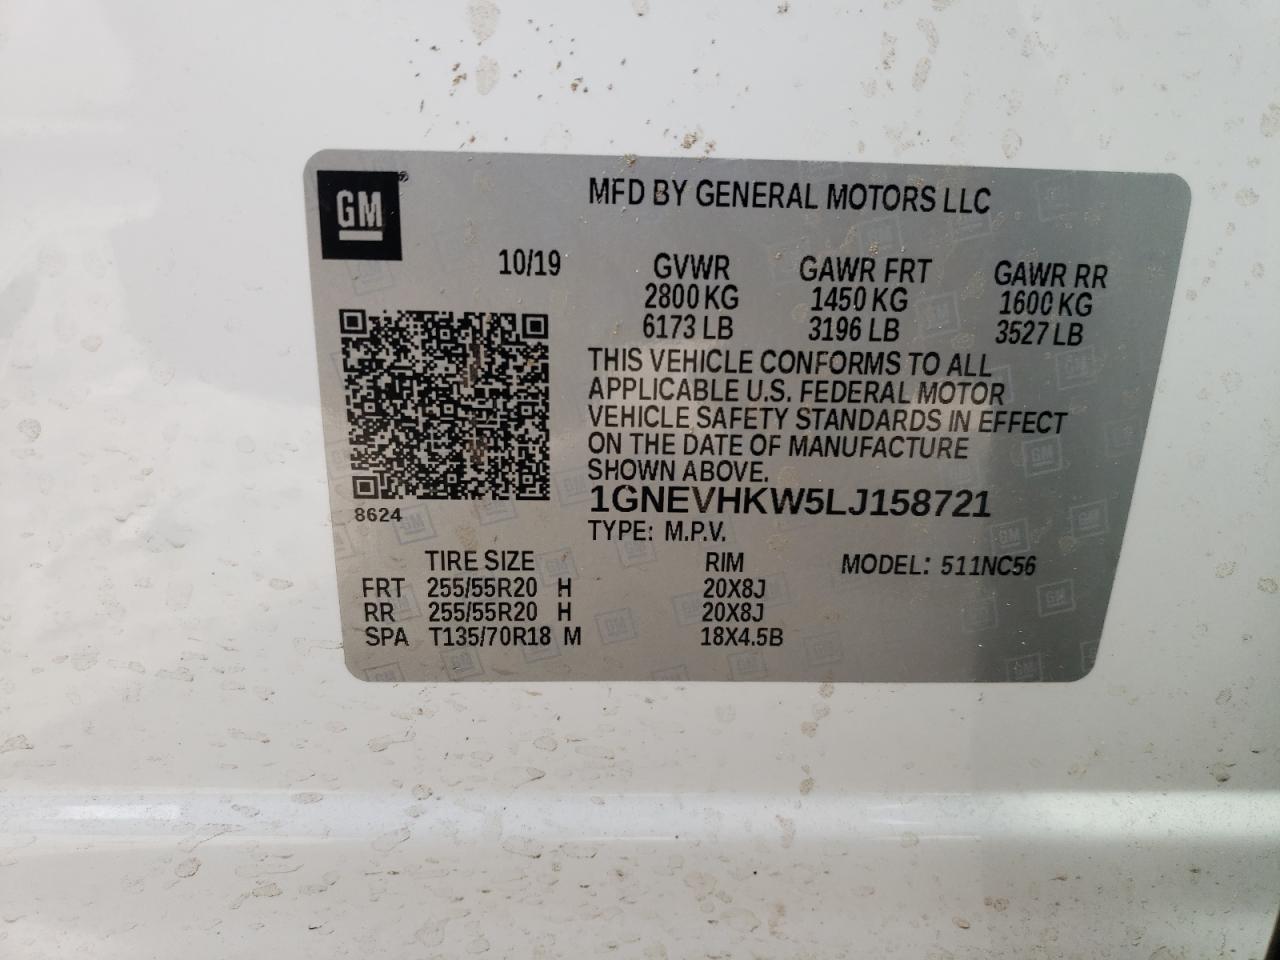 GM
®
MFD BY GENERAL MOTORS LLC
10/19 GVWR GAWR FRT GAWR RR
2800 KG 1450 KG 1600 KG
6173 LB 3196 LB 3527 LB
THIS VEHICLE CONFORMS TO ALL
APPLICABLE U.S. FEDERAL MOTOR
VEHICLE SAFETY STANDARDS IN EFFECT
ON THE DATE OF MANUFACTURE
SHOWN ABOVE.
1GNEVHKW5LJ158721
8624
TYPE: M.P.V.
TIRE SIZE RIM MODEL: 511NC56
FRT 255/55R20 H 20X8J
RR 255/55R20 H 20X8J
SPA T135/70R18 M 18X4.5B